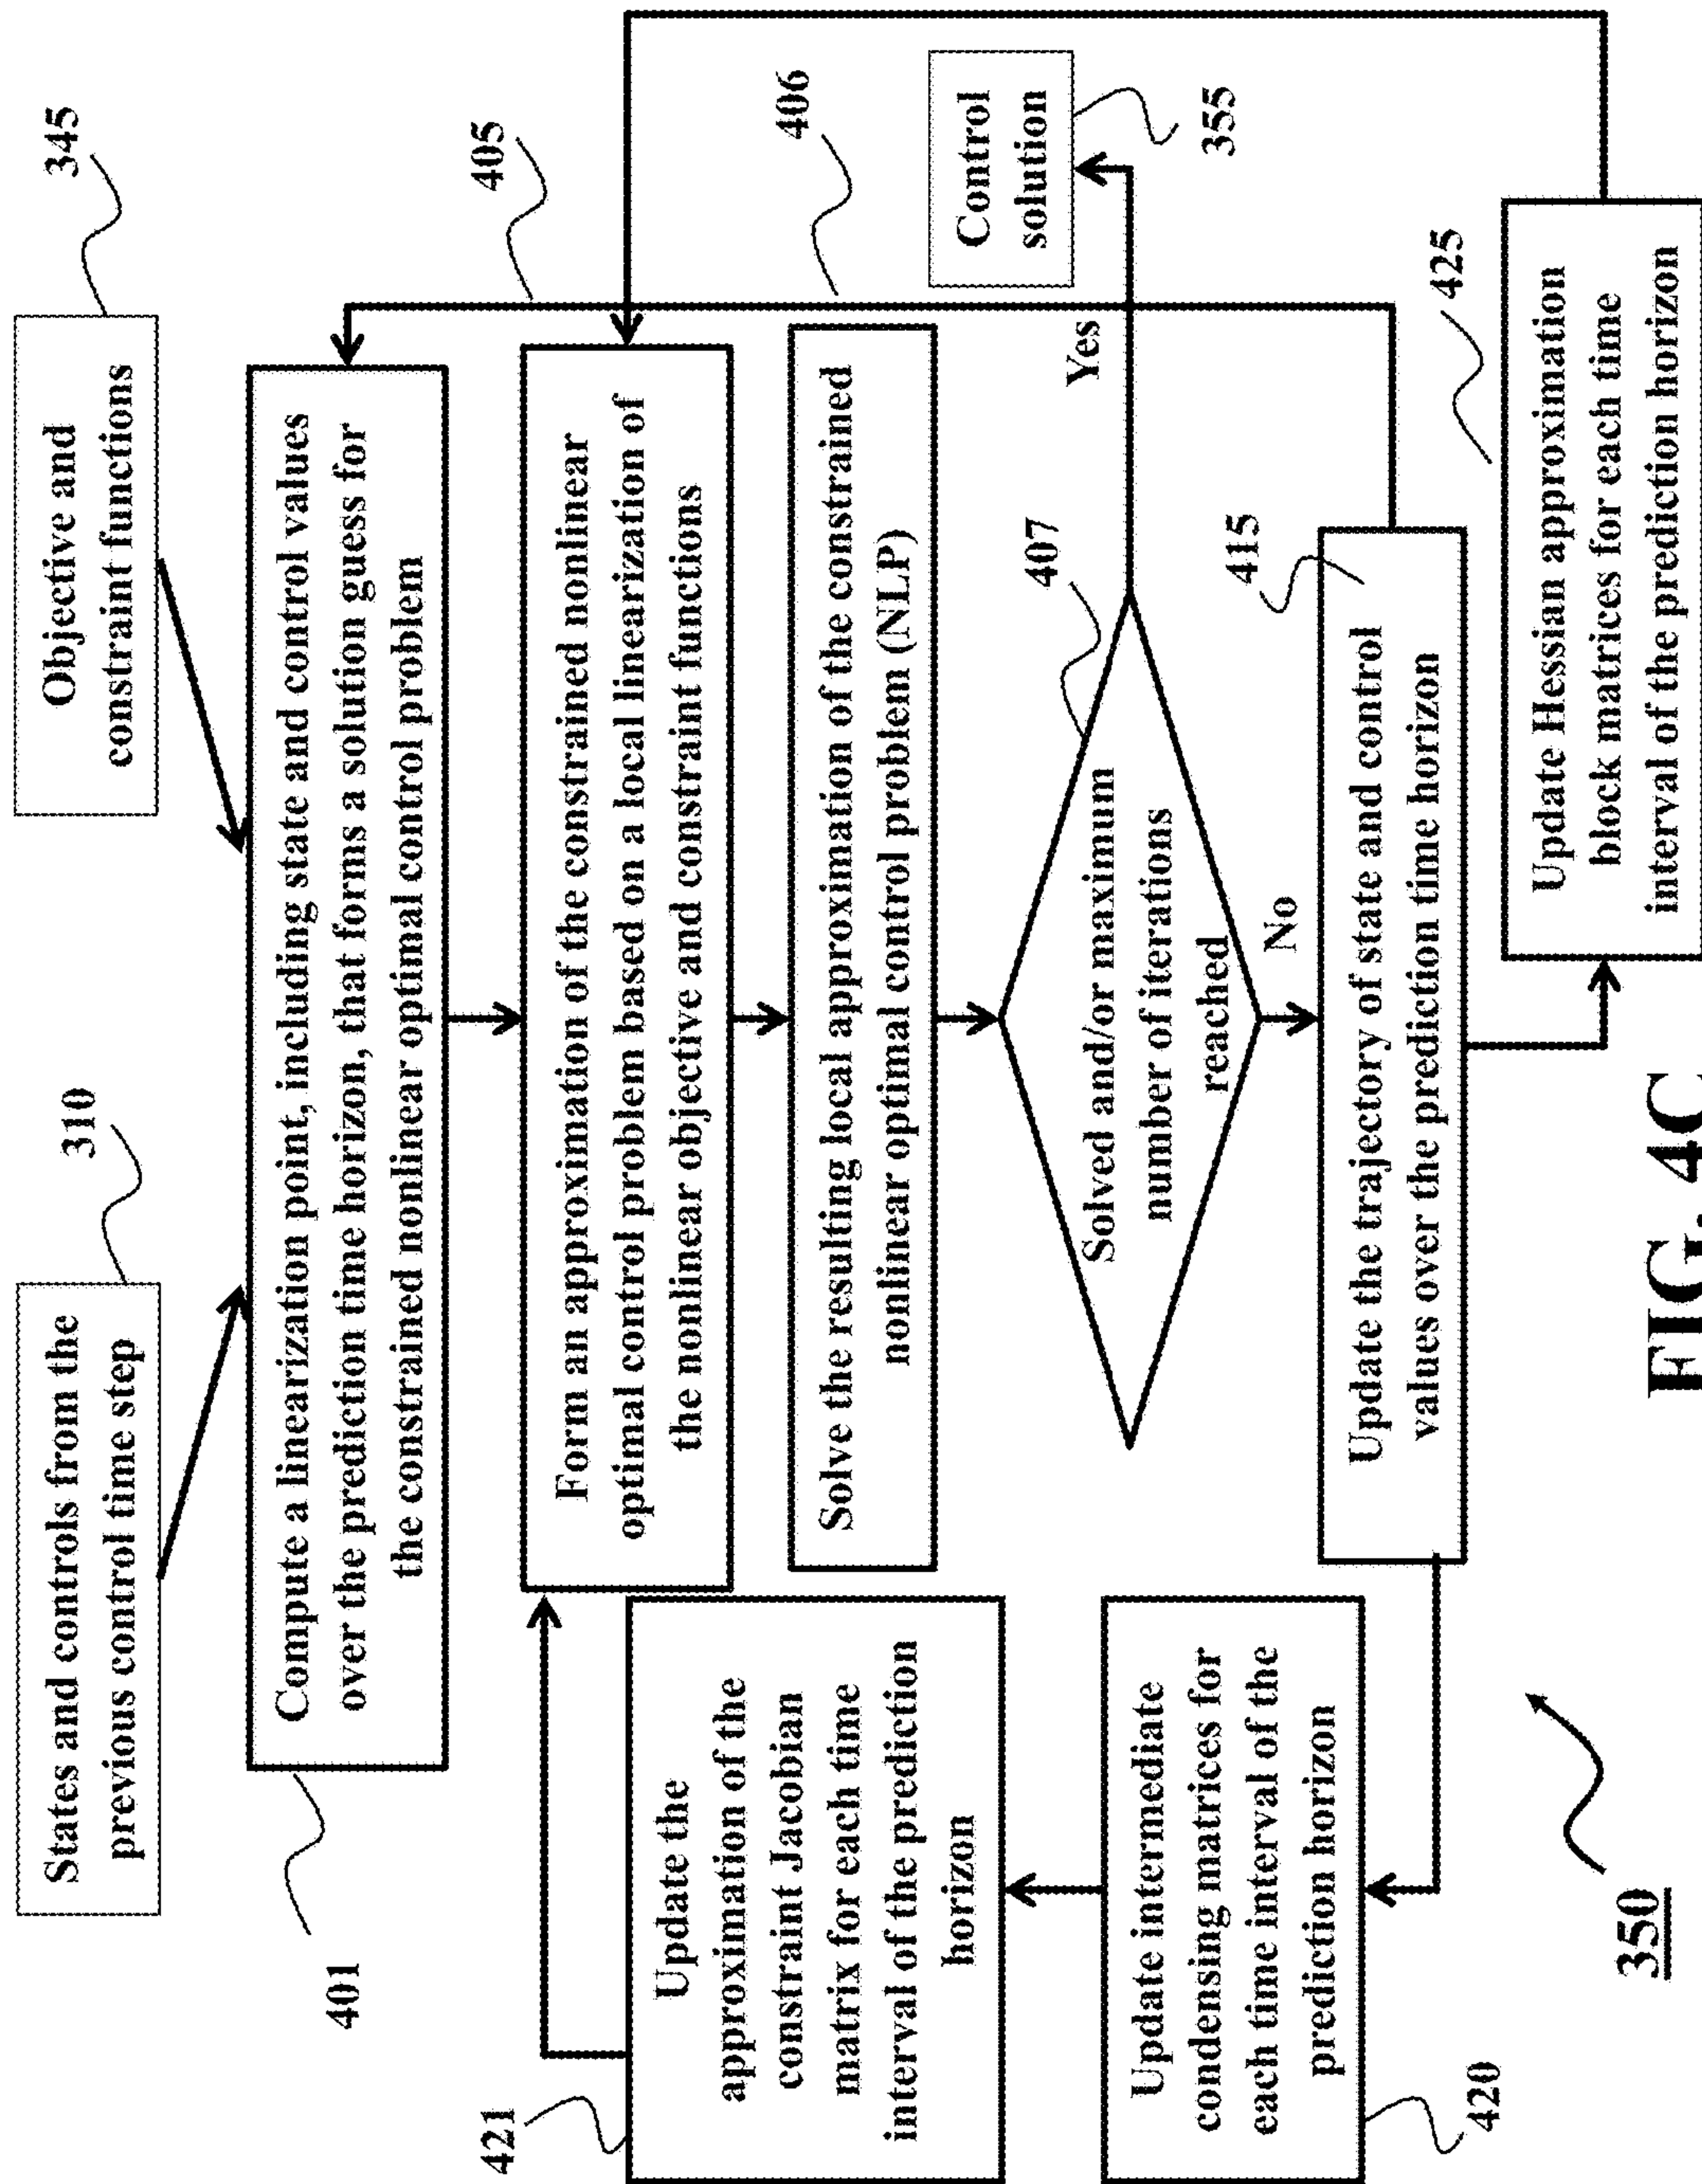 States and controls from the
previous control time step
310
Objective and
constraint functions
345
401
Compute a linearization point, including state and control values
over the prediction time horizon, that forms a solution guess for
the constrained nonlinear optimal control problem
405
Form an approximation of the constrained nonlinear
optimal control problem based on a local linearization of
the nonlinear objective and constraint functions
406
Solve the resulting local approximation of the constrained
nonlinear optimal control problem (NLP)
421
Update the
approximation of the
constraint Jacobian
matrix for each time
interval of the prediction
horizon
407
Solved and/or maximum
number of iterations
reached
Yes
Control
solution
355
No
415
Update the trajectory of state and control
values over the prediction time horizon
420
Update intermediate
condensing matrices for
each time interval of the
prediction horizon
425
Update Hessian approximation
block matrices for each time
interval of the prediction horizon
350
FIG. 4C